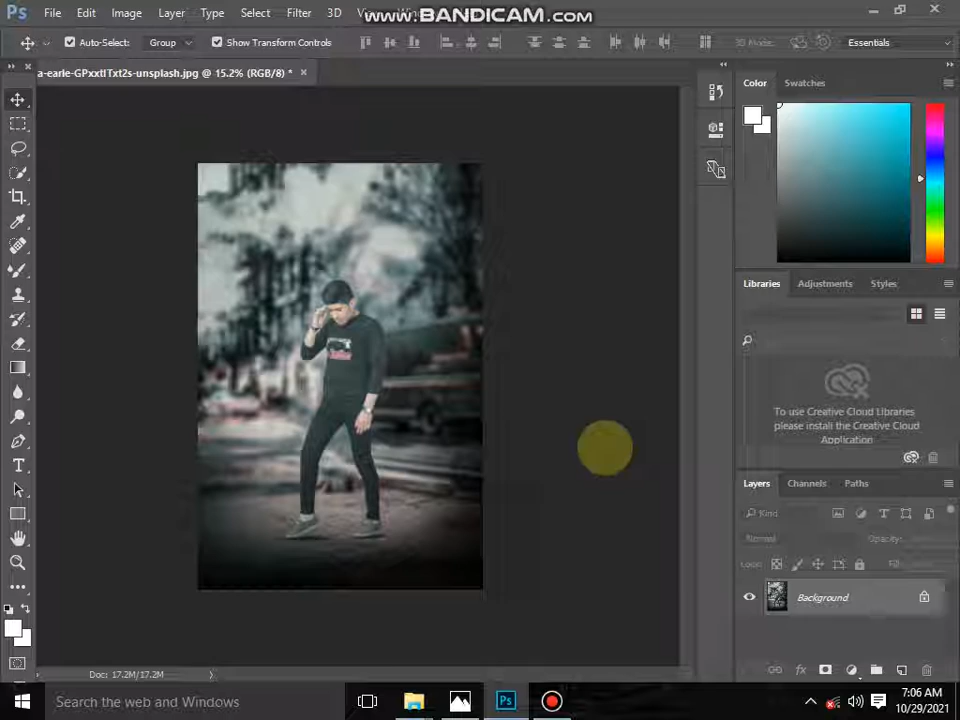 Ps File Edit Image Layer Type Select Filter 3D
www.BANDICAM.com
Auto-Select: Group Show Transform Controls 3D Mode: Essentials
a-earle-GPxxtITxt2s-unsplash.jpg @ 15.2% (RGB/8) *
Color Swatches
Libraries Adjustments Styles
To use Creative Cloud Libraries
please install the Creative Cloud
Application
Layers Channels Paths
Kind
Normal Opacity:
Lock: Fill:
Background
Doc: 17.2M/17.2M
Search the web and Windows
Ps
7:06 AM
10/29/2021